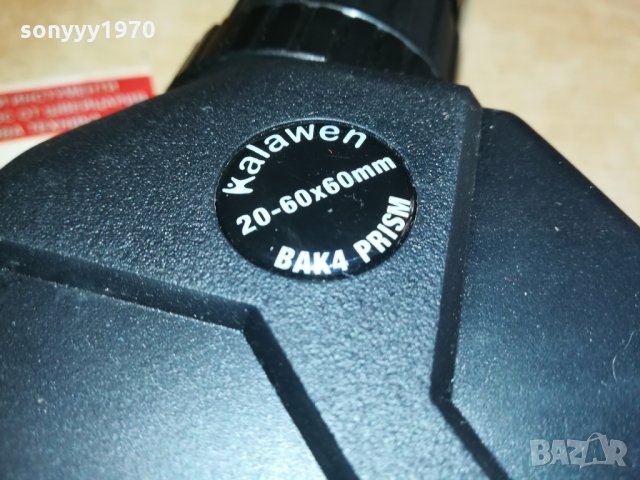 sonyyy1970
Kalawen
20-60x60mm
BAK4 PRISM
BAZAR